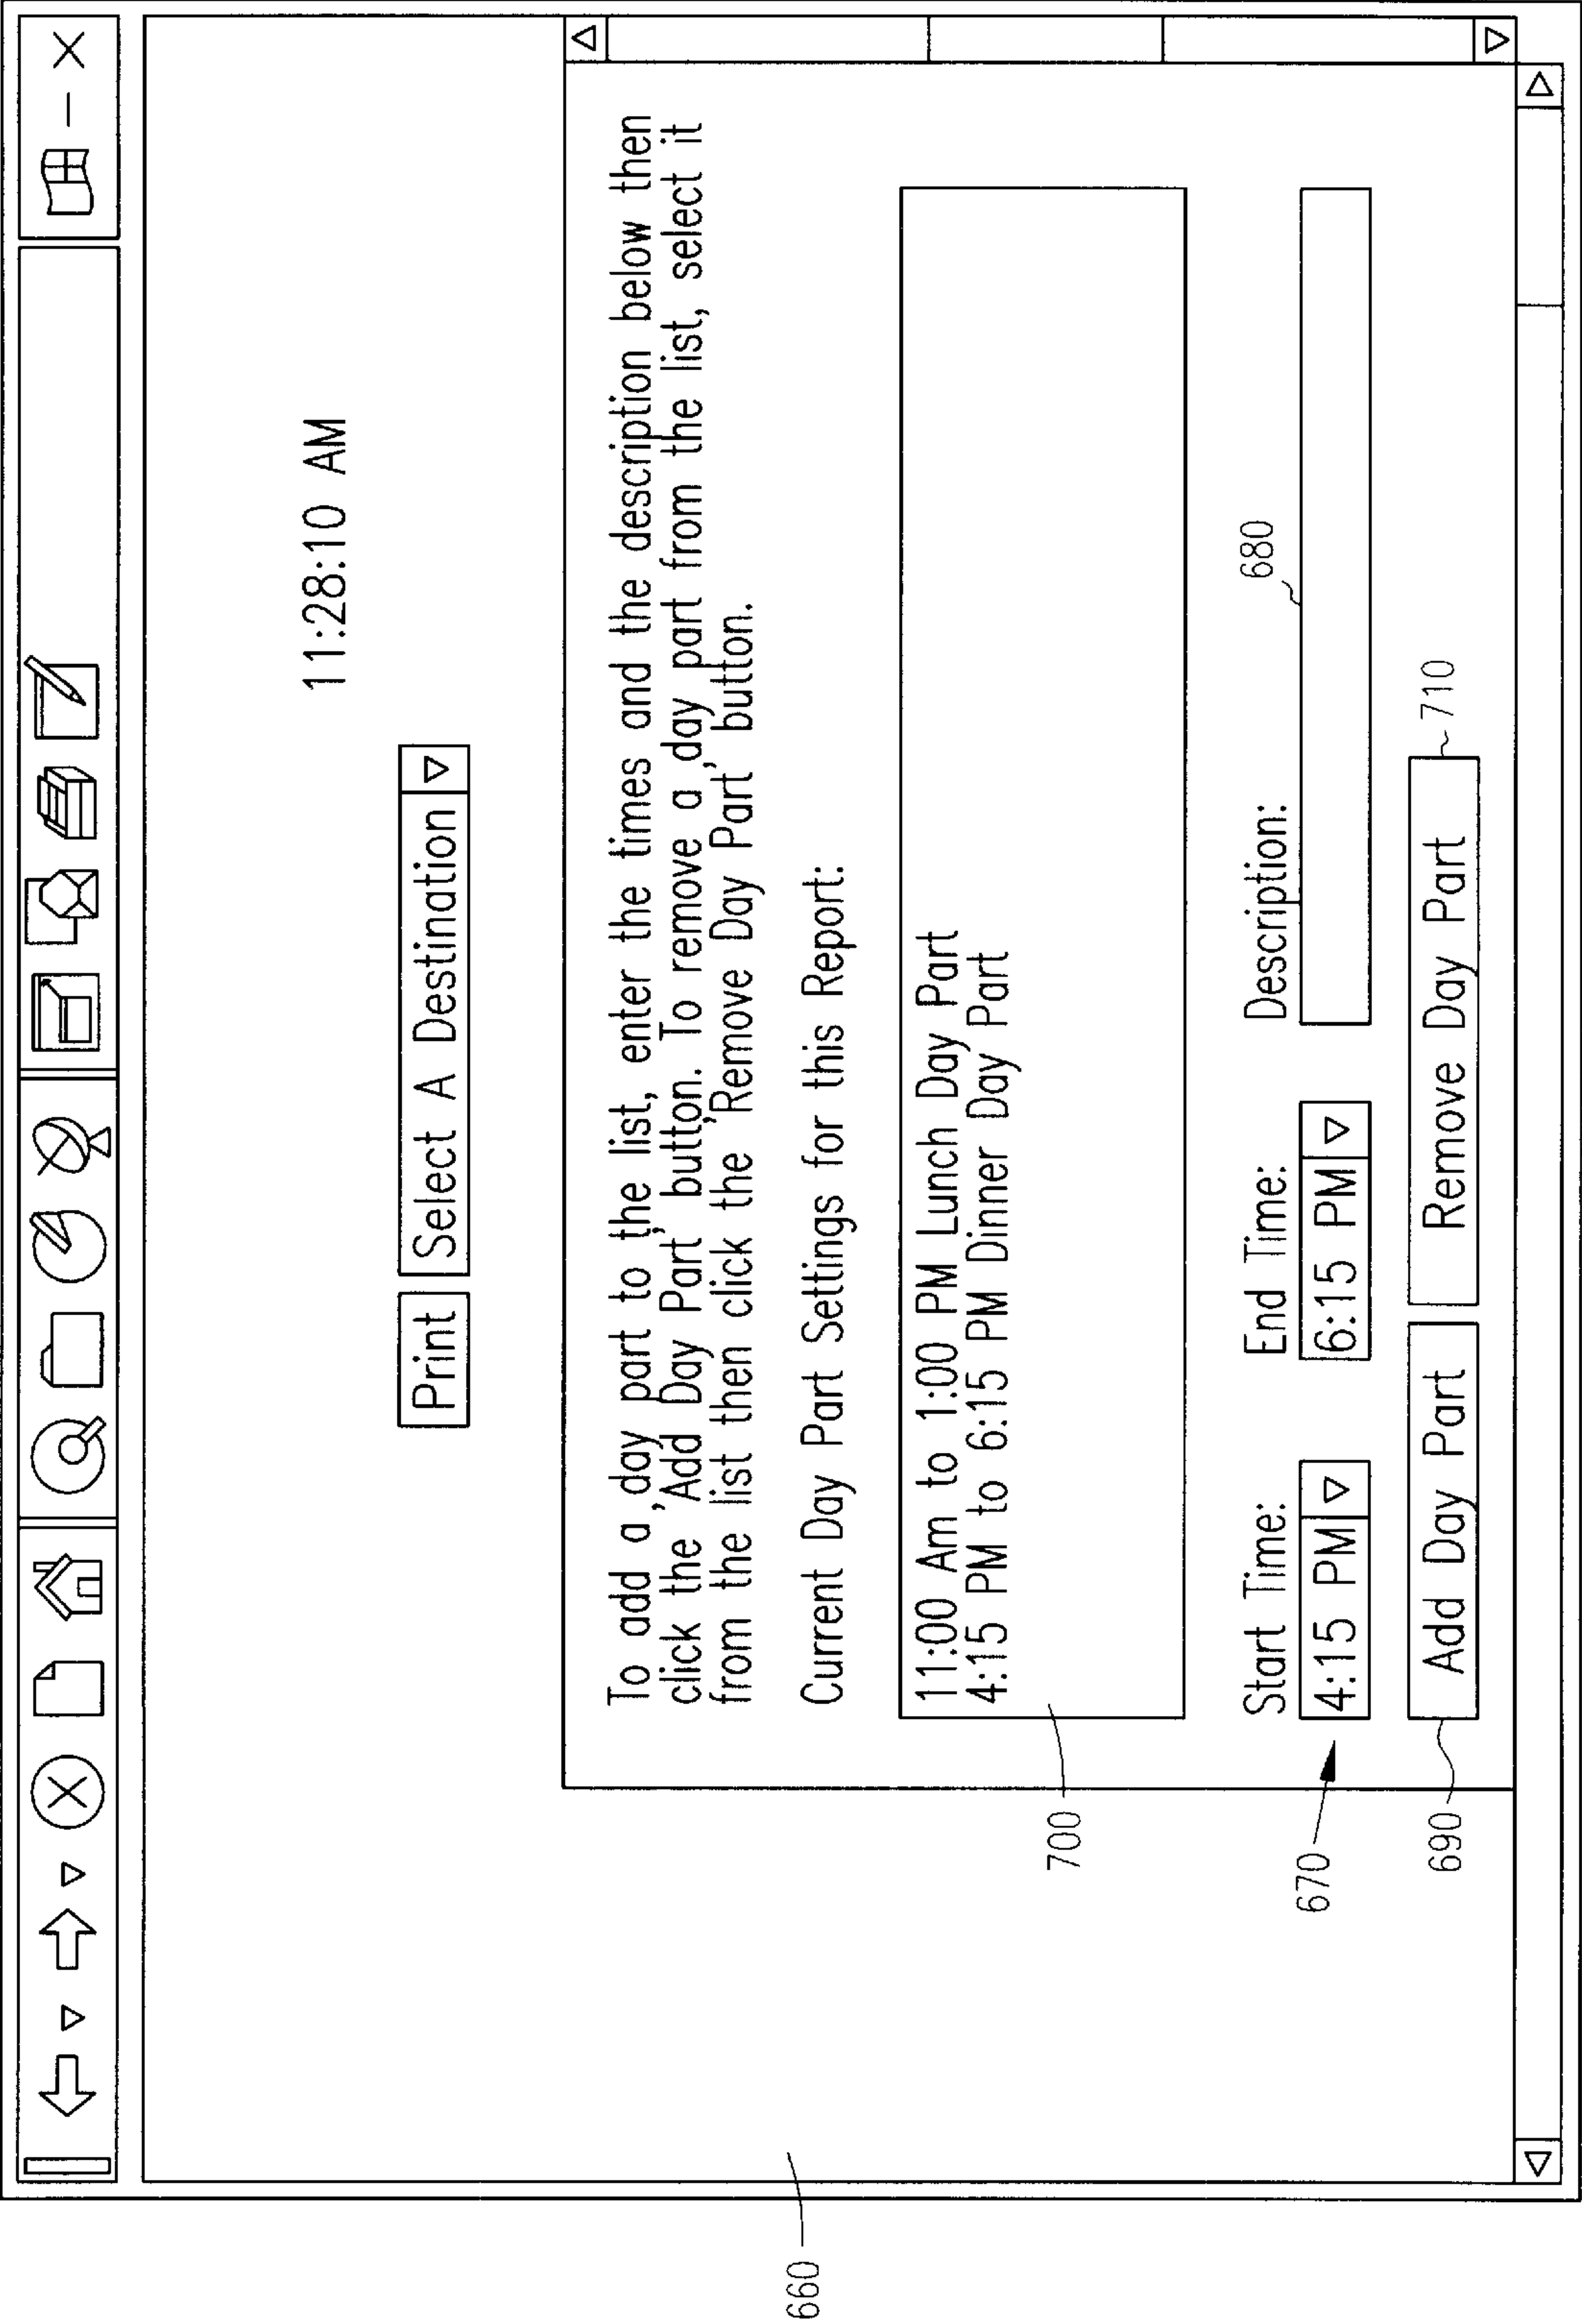 11:28:10 AM
Print Select A Destination
To add a 'day part to the list, enter the times and the description below then
click the 'Add Day Part' button. To remove a 'day part from the list, select it
from the list then click the 'Remove Day Part' button.
Current Day Part Settings for this Report:
11:00 Am to 1:00 PM Lunch Day Part
4:15 PM to 6:15 PM Dinner Day Part
700
680
Start Time: End Time: Description:
670 4:15 PM 6:15 PM
690 Add Day Part Remove Day Part 710
660